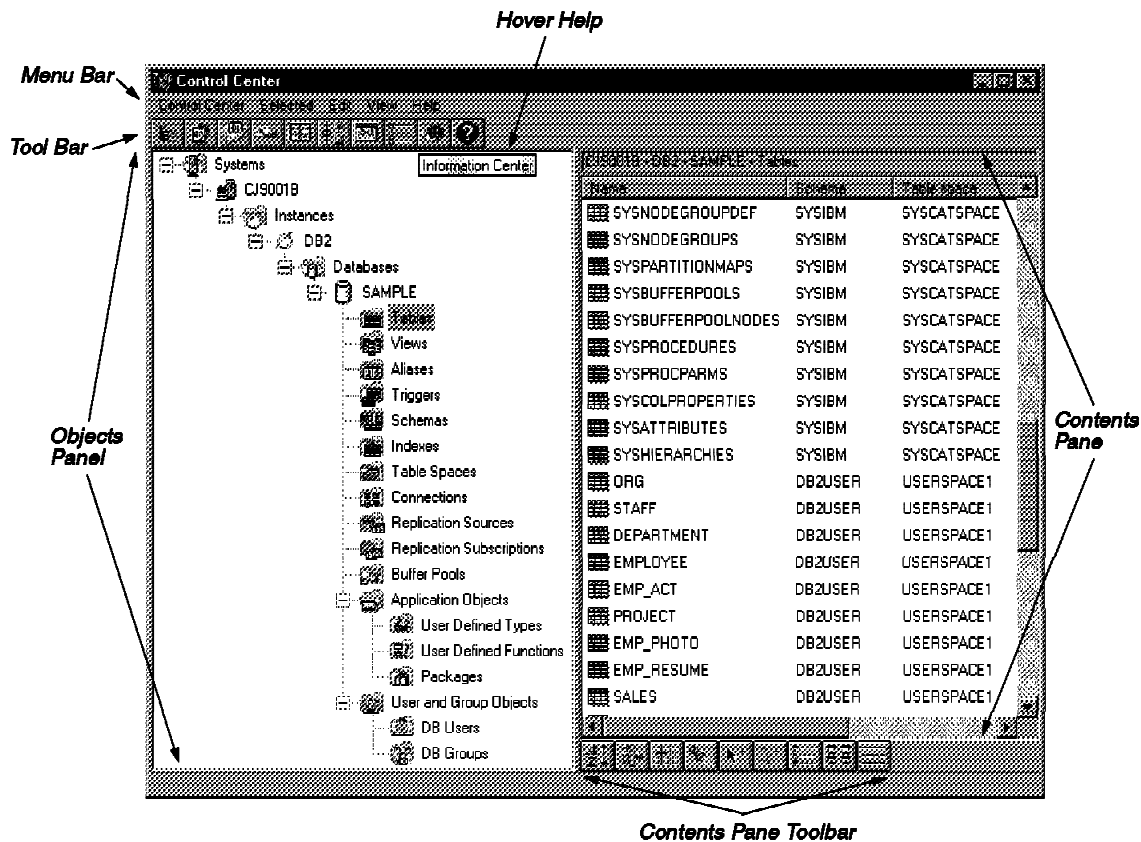 Hover Help
Menu Bar
Control Center
Control Center Selected Edit View Help
Tool Bar
Information Center
Systems
CJS001B
Instances
DB2
Databases
SAMPLE
Tables
Views
Aliases
Triggers
Schemas
Indexes
Table Spaces
Connections
Replication Sources
Replication Subscriptions
Buffer Pools
Application Objects
User Defined Types
User Defined Functions
Packages
User and Group Objects
DB Users
DB Groups
Objects
Panel
CJS001B - DB2 - SAMPLE - Tables
Name Schema Table space
SYSNODEGROUPDEF SYSIBM SYSCATSPACE
SYSNODEGROUPS SYSIBM SYSCATSPACE
SYSPARTITIONMAPS SYSIBM SYSCATSPACE
SYSBUFFERPOOLS SYSIBM SYSCATSPACE
SYSBUFFERPOOLNODES SYSIBM SYSCATSPACE
SYSPROCEDURES SYSIBM SYSCATSPACE
SYSPROCPARMS SYSIBM SYSCATSPACE
SYSCOLPROPERTIES SYSIBM SYSCATSPACE
SYSATTRIBUTES SYSIBM SYSCATSPACE
SYSHIERARCHIES SYSIBM SYSCATSPACE
ORG DB2USER USERSPACE1
STAFF DB2USER USERSPACE1
DEPARTMENT DB2USER USERSPACE1
EMPLOYEE DB2USER USERSPACE1
EMP_ACT DB2USER USERSPACE1
PROJECT DB2USER USERSPACE1
EMP_PHOTO DB2USER USERSPACE1
EMP_RESUME DB2USER USERSPACE1
SALES DB2USER USERSPACE1
Contents
Pane
Contents Pane Toolbar